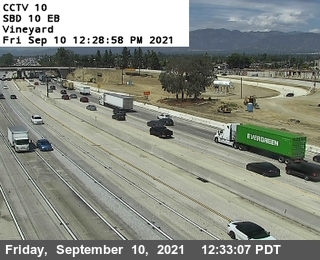 CCTV 10
SBD 10 EB
Vineyard
Fri Sep 10 12:28:58 PM 2021
EVERGREEN
Friday, September 10, 2021 12:33:07 PDT